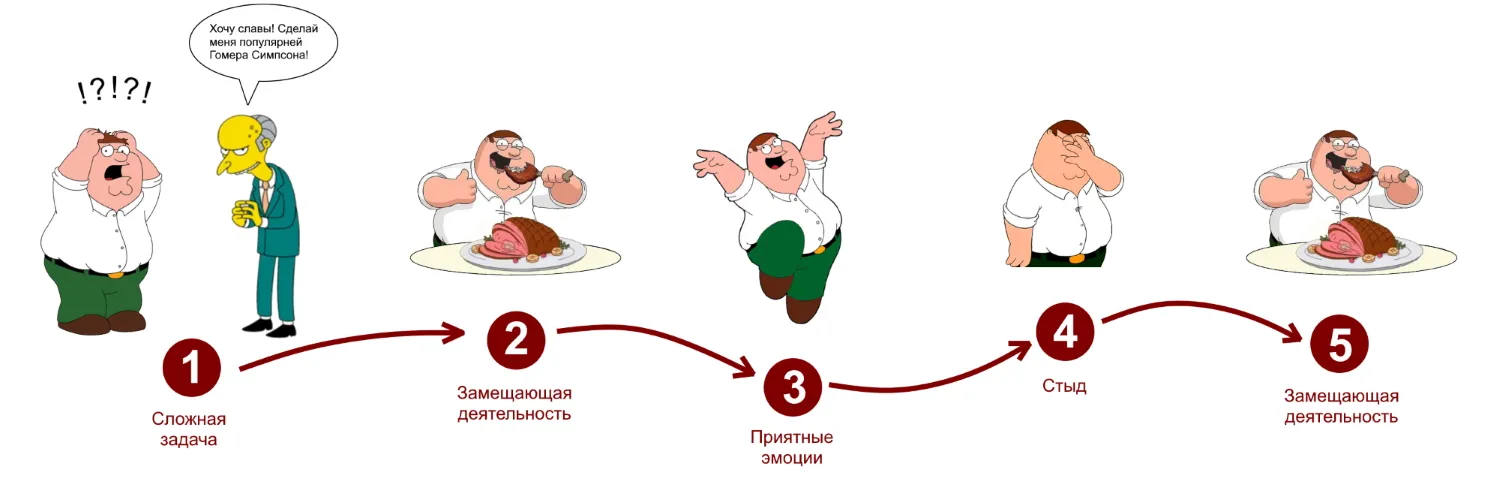 Хочу славы! Сделай
меня популярней
Гомера Симпсона!
!?!?!
1
Сложная
задача
2
Замещающая
деятельность
3
Приятные
эмоции
4
Стыд
5
Замещающая
деятельность